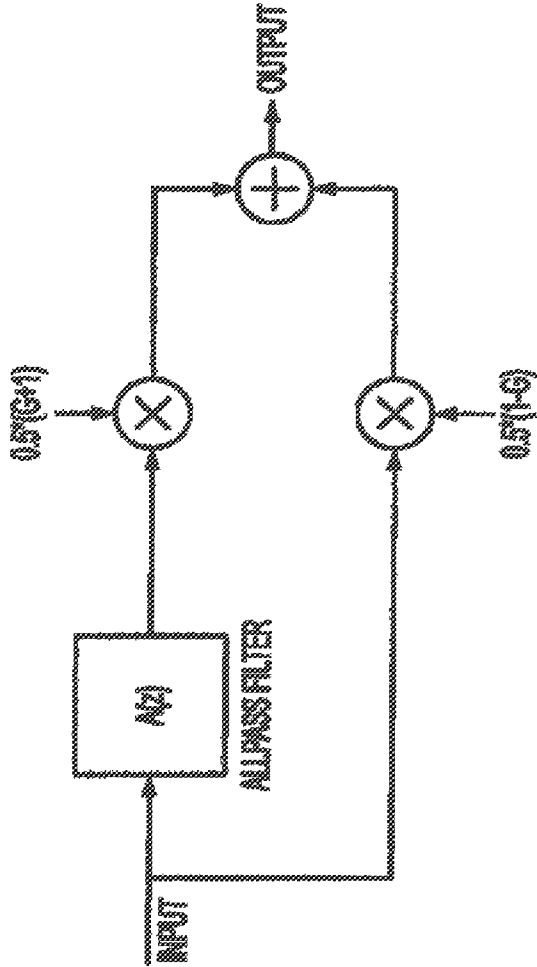 INPUT
A(z)
ALLPASS FILTER
0.5*(G+1)
0.5*(1-G)
OUTPUT